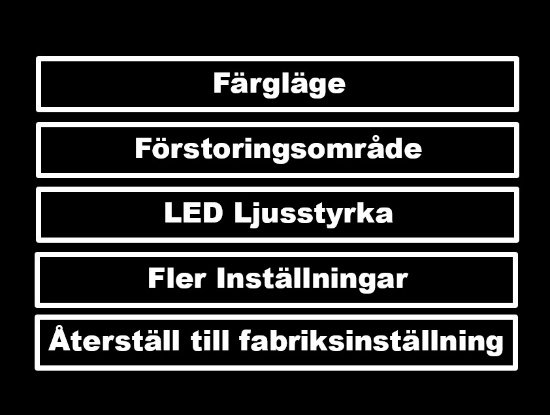 Färgläge
Förstoringsområde
LED Ljusstyrka
Fler Inställningar
Återställ till fabriksinställning